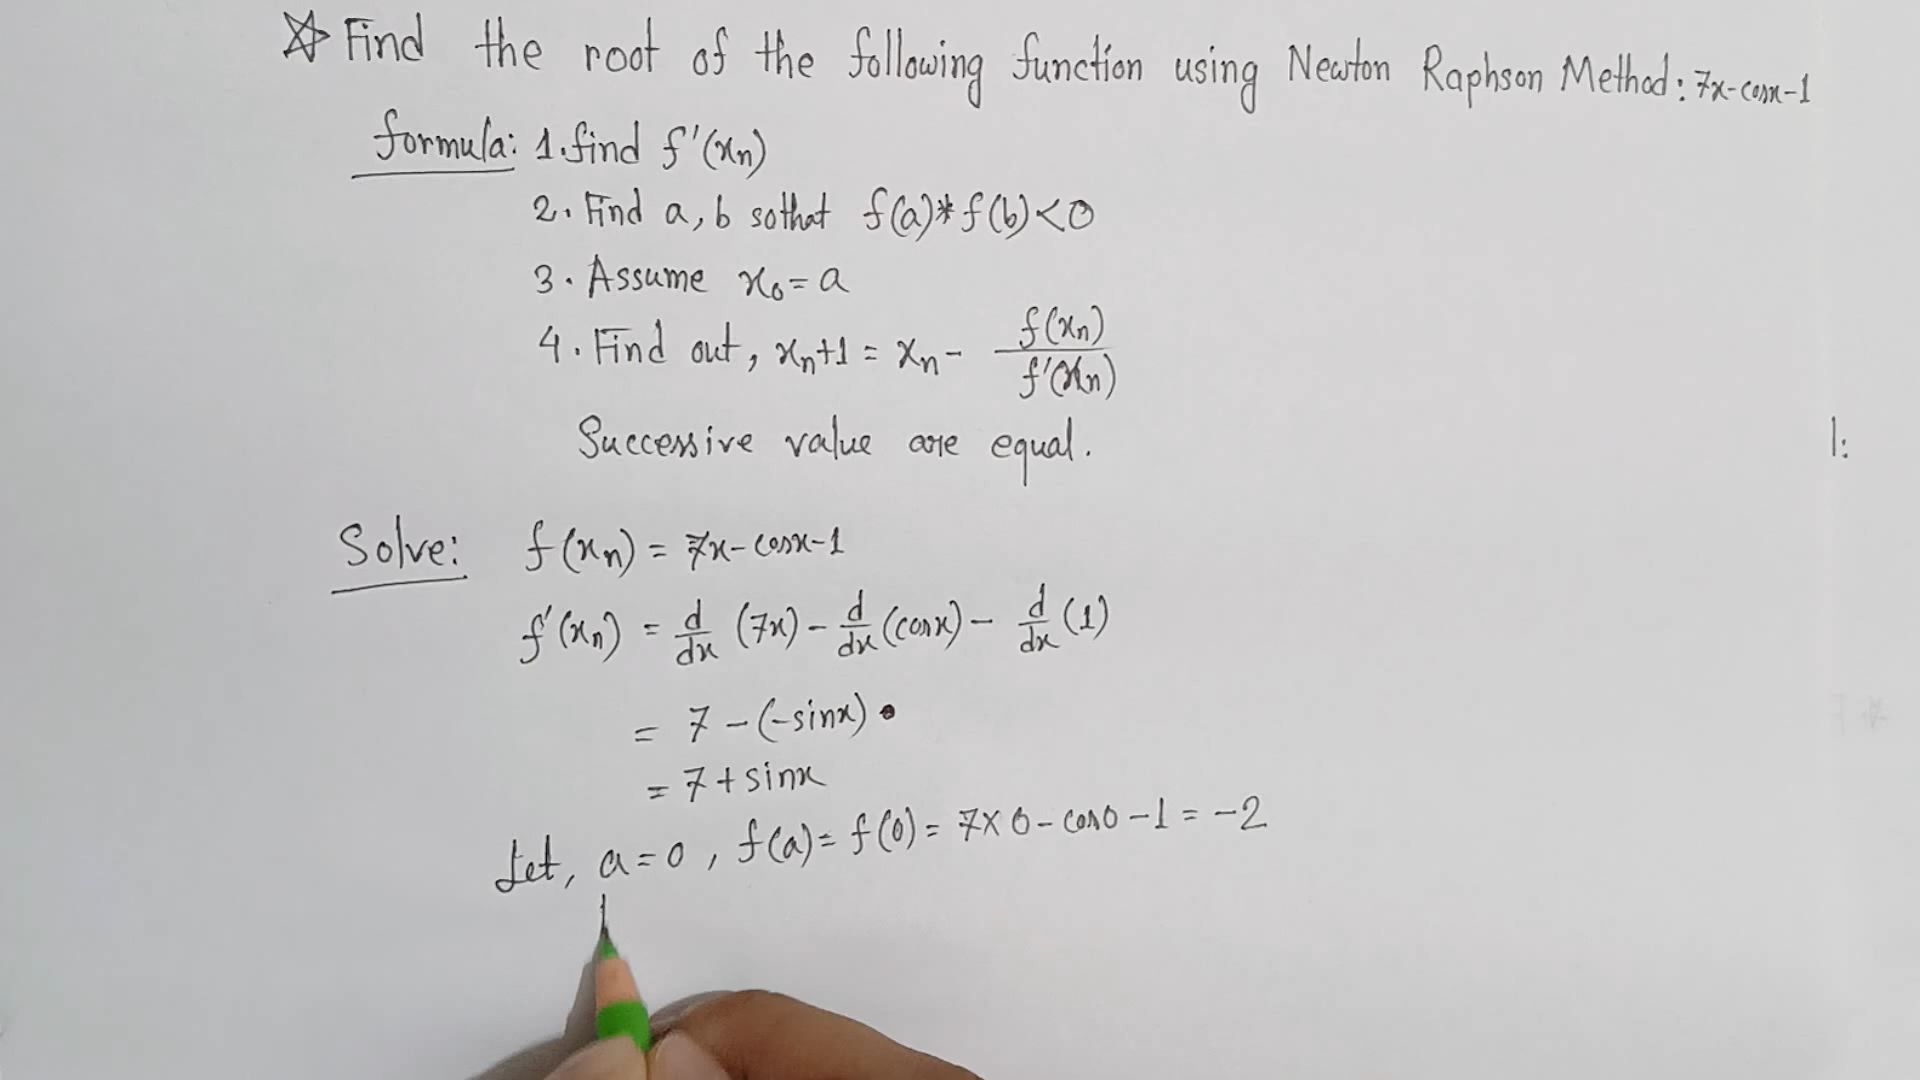 Find the root of the following function using Newton Raphson Method: 7x-cosx-1
formula: 1. find f'(xn)
2. Find a, b sothat f(a)*f(b)<0
3. Assume x0=a
4. Find out, xn+1 = xn - f(xn)/f'(xn)
Successive value are equal.
1:
Solve: f(xn) = 7x-cosx-1
f'(xn) = d/dx (7x) - d/dx (cosx) - d/dx (1)
= 7-(-sinx)
= 7+sinx
Let, a=0, f(a)= f(0)= 7×0-cos0-1 = -2